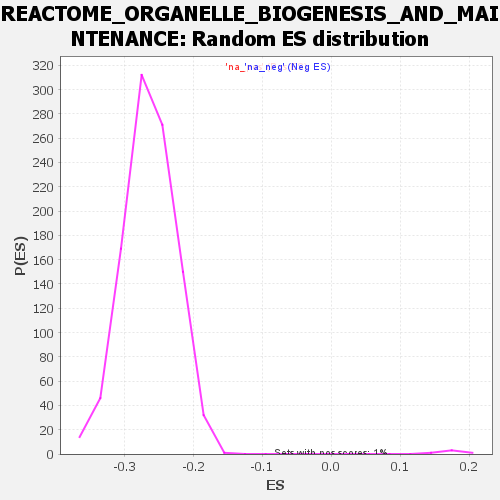 REACTOME_ORGANELLE_BIOGENESIS_AND_MAI
NTENANCE: Random ES distribution
'na_'na_neg' (Neg ES)
320
300
280
260
240
220
200
180
160
140
120
100
80
60
40
20
0
P(ES)
Sets with pos scores: 1%
-0.3 -0.2 -0.1 0.0 0.1 0.2
ES